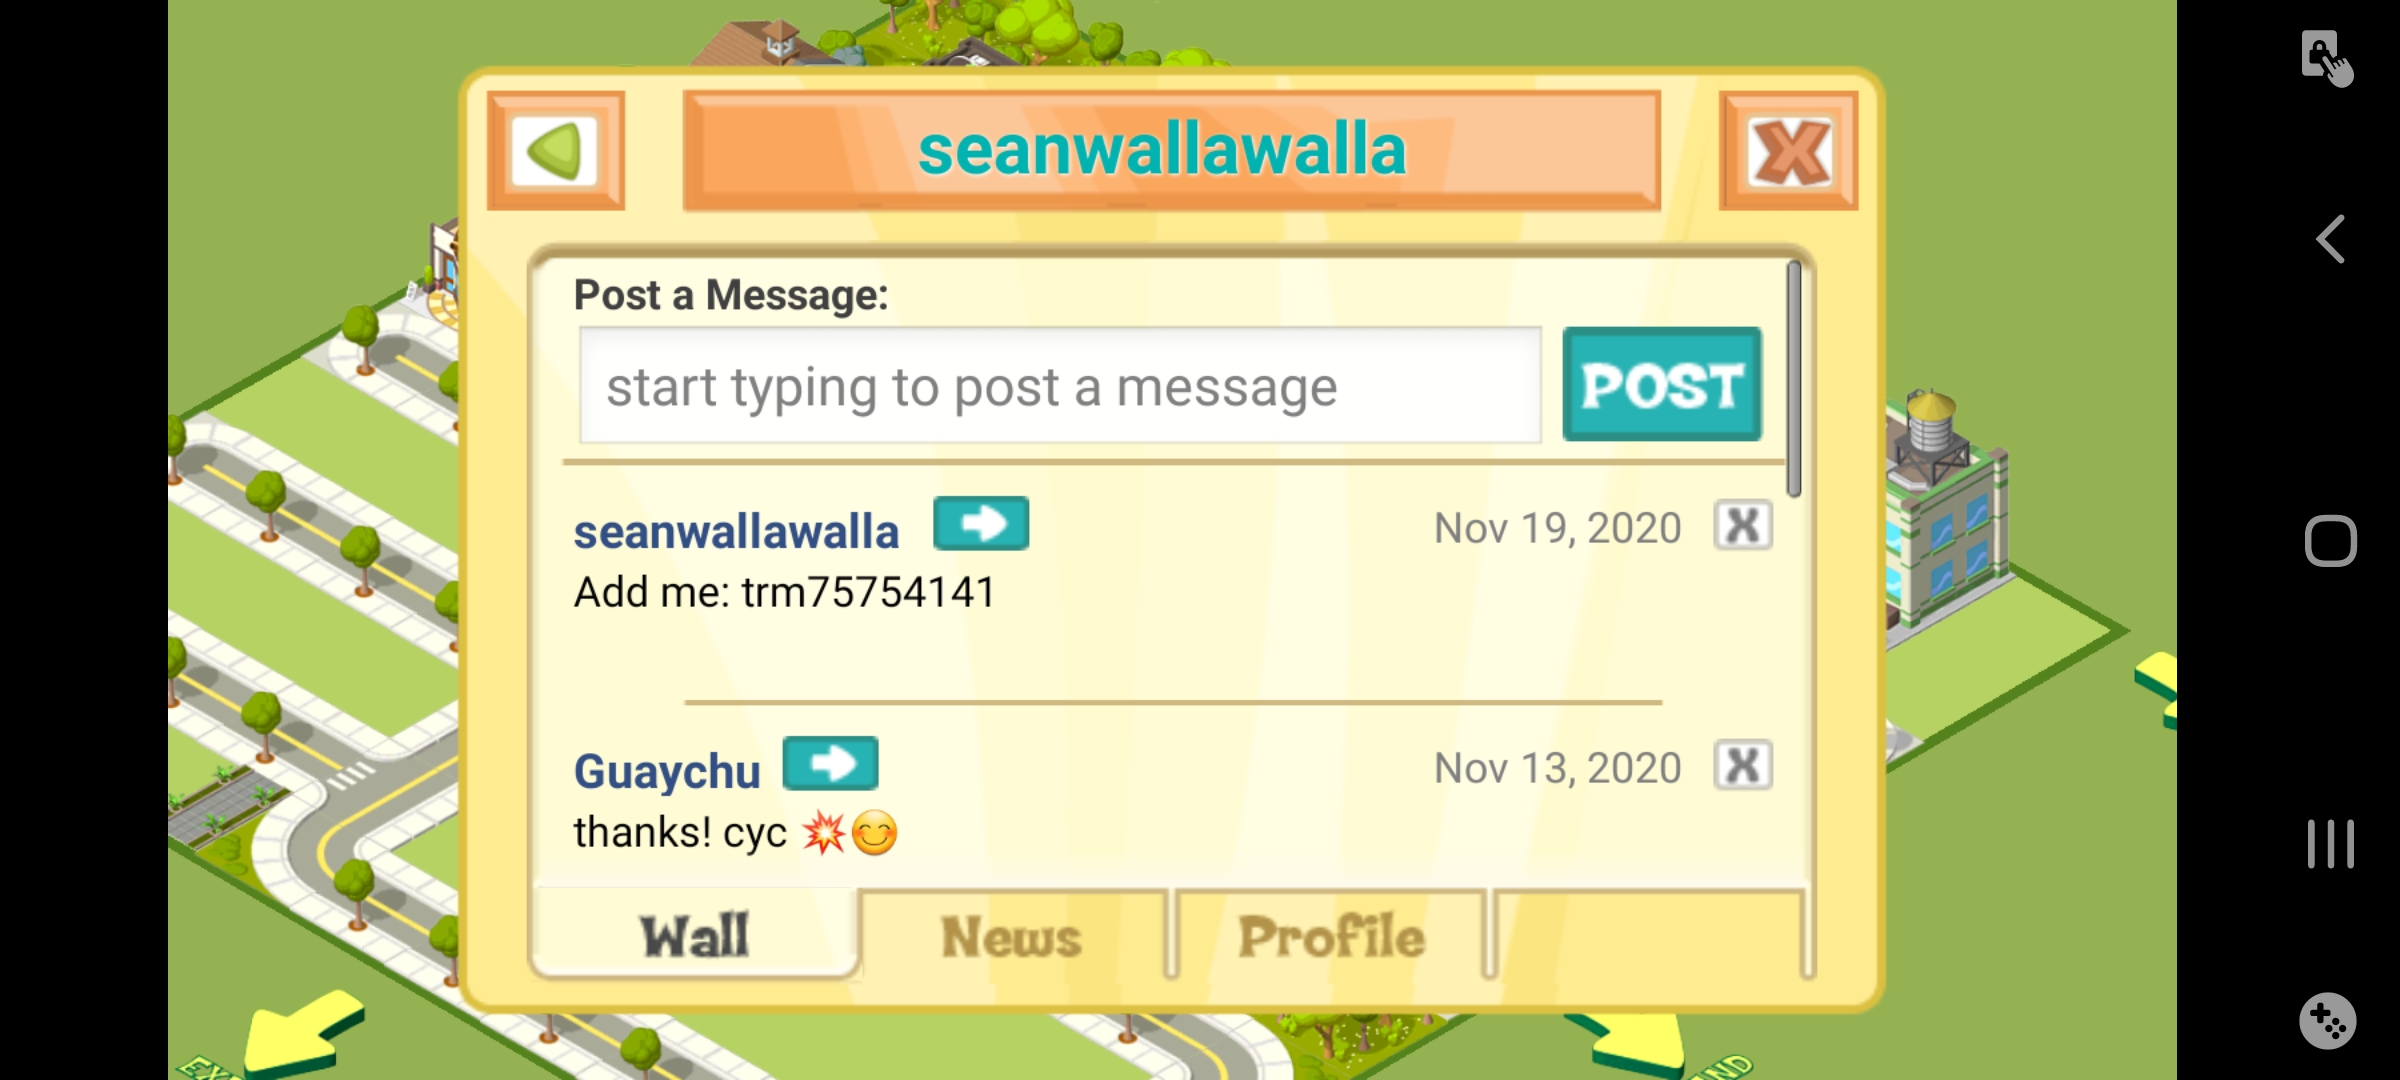 seanwallawalla
Post a Message:
start typing to post a message
POST
seanwallawalla
Nov 19, 2020
X
Add me: trm75754141
Guaychu
Nov 13, 2020
X
thanks! cyc 💥😊
Wall
News
Profile